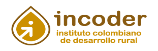 incoder
instituto colombiano
de desarrollo rural